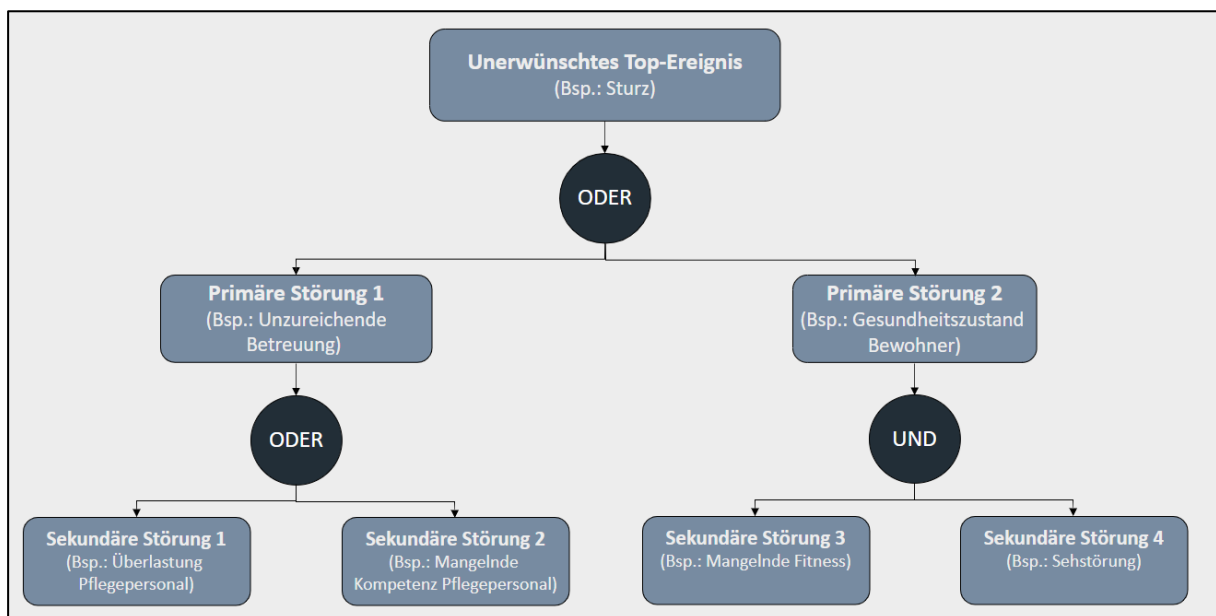 Unerwünschtes Top-Ereignis
(Bsp.: Sturz)
ODER
Primäre Störung 1
(Bsp.: Unzureichende
Betreuung)
Primäre Störung 2
(Bsp.: Gesundheitszustand
Bewohner)
ODER
UND
Sekundäre Störung 1
(Bsp.: Überlastung
Pflegepersonal)
Sekundäre Störung 2
(Bsp.: Mangelnde
Kompetenz Pflegepersonal)
Sekundäre Störung 3
(Bsp.: Mangelnde Fitness)
Sekundäre Störung 4
(Bsp.: Sehstörung)